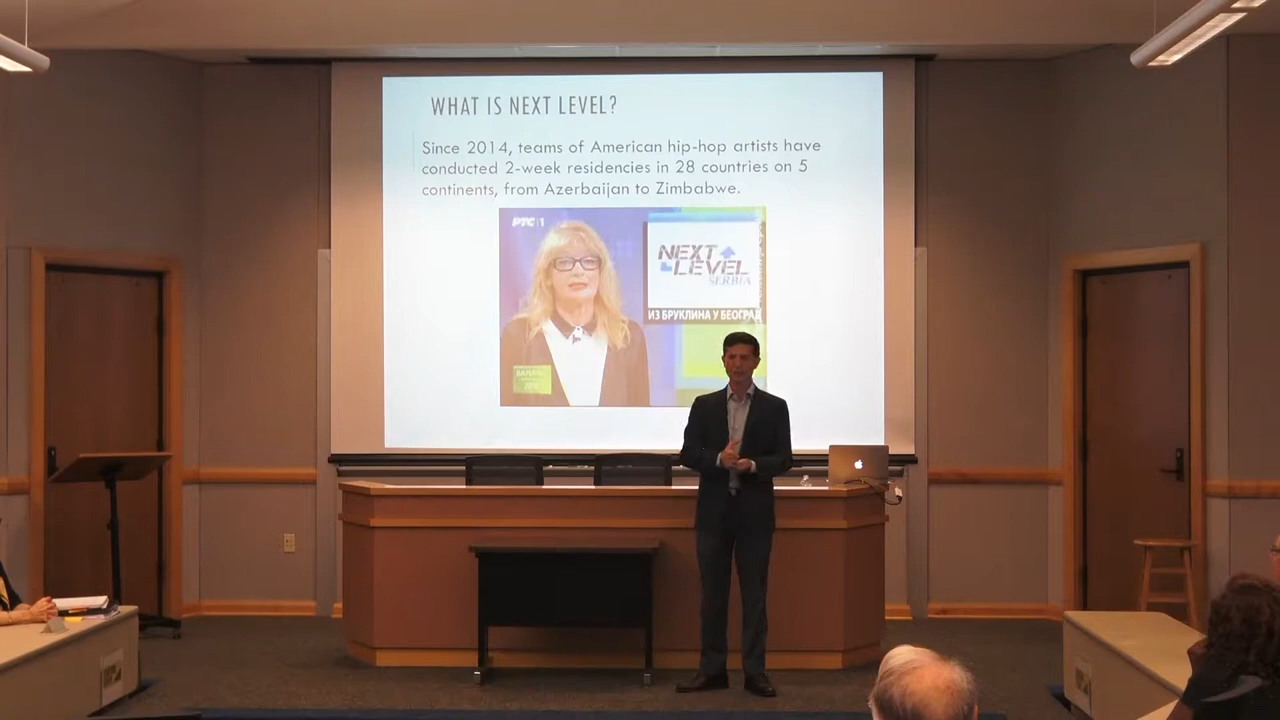 WHAT IS NEXT LEVEL?
Since 2014, teams of American hip-hop artists have
conducted 2-week residencies in 28 countries on 5
continents, from Azerbaijan to Zimbabwe.
РТС 1
NEXT
LEVEL
SERBIA
ИЗ БРУКЛИНА У БЕОГРАД